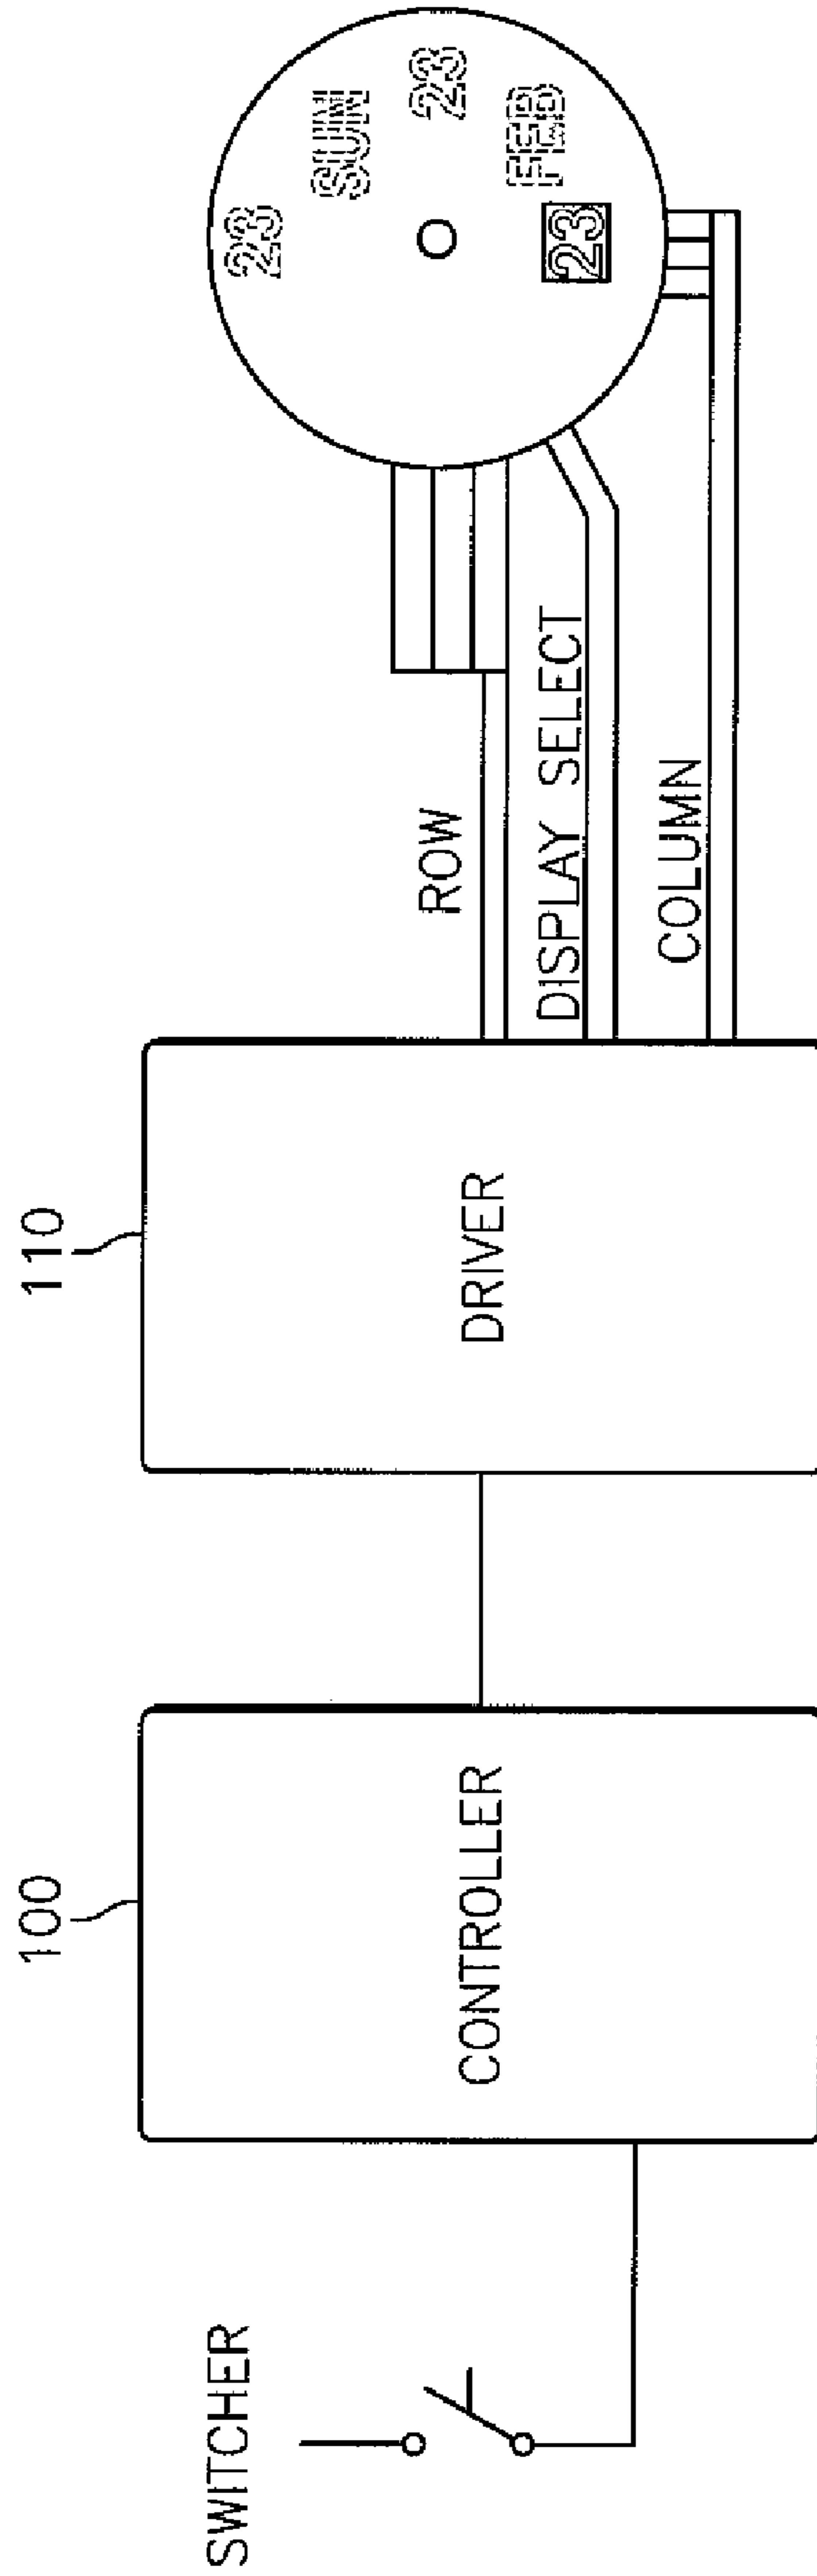 SWITCHER
100
CONTROLLER
110
DRIVER
ROW
DISPLAY SELECT
COLUMN
23
SUN
23
FEB
23